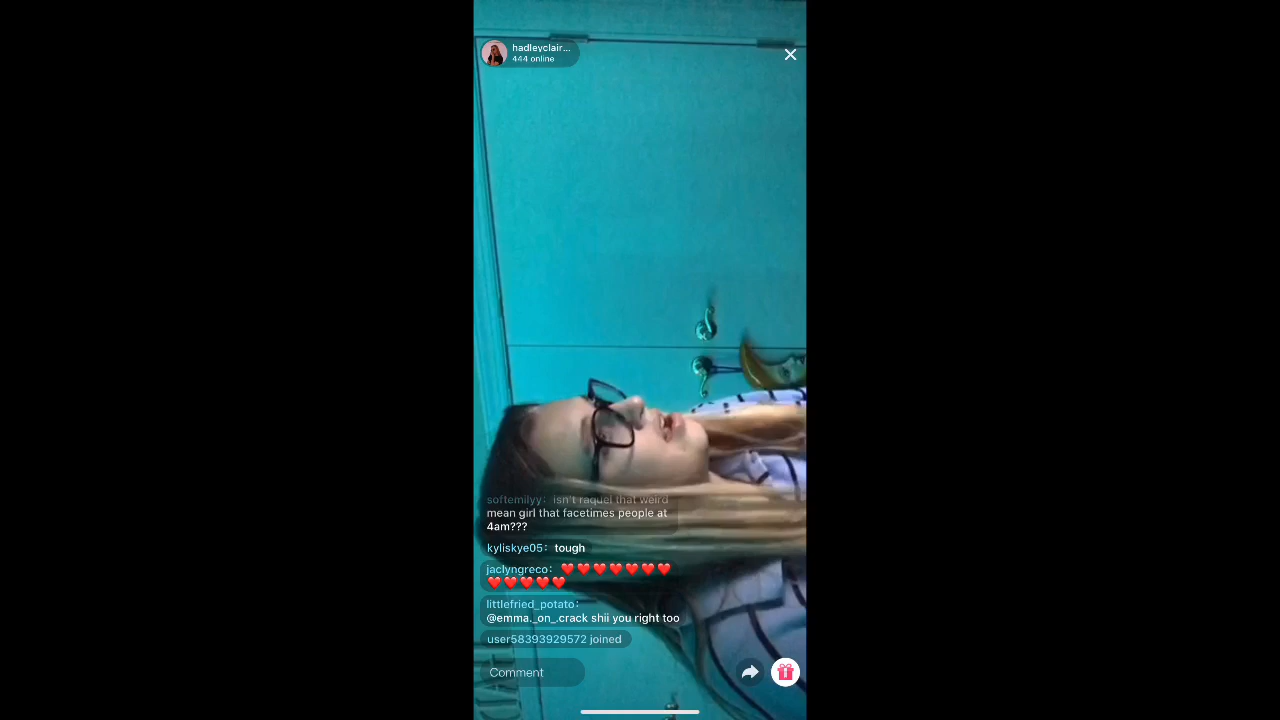 hadleyclair...
444 online
softemilyy: isn't raquel that weird
mean girl that facetimes people at
4am???
kyliskye05: tough
jaclyngreco: ❤️❤️❤️❤️❤️❤️❤️
❤️❤️❤️❤️❤️
littlefried_potato:
@emma._on_.crack shii you right too
user58393929572 joined
Comment